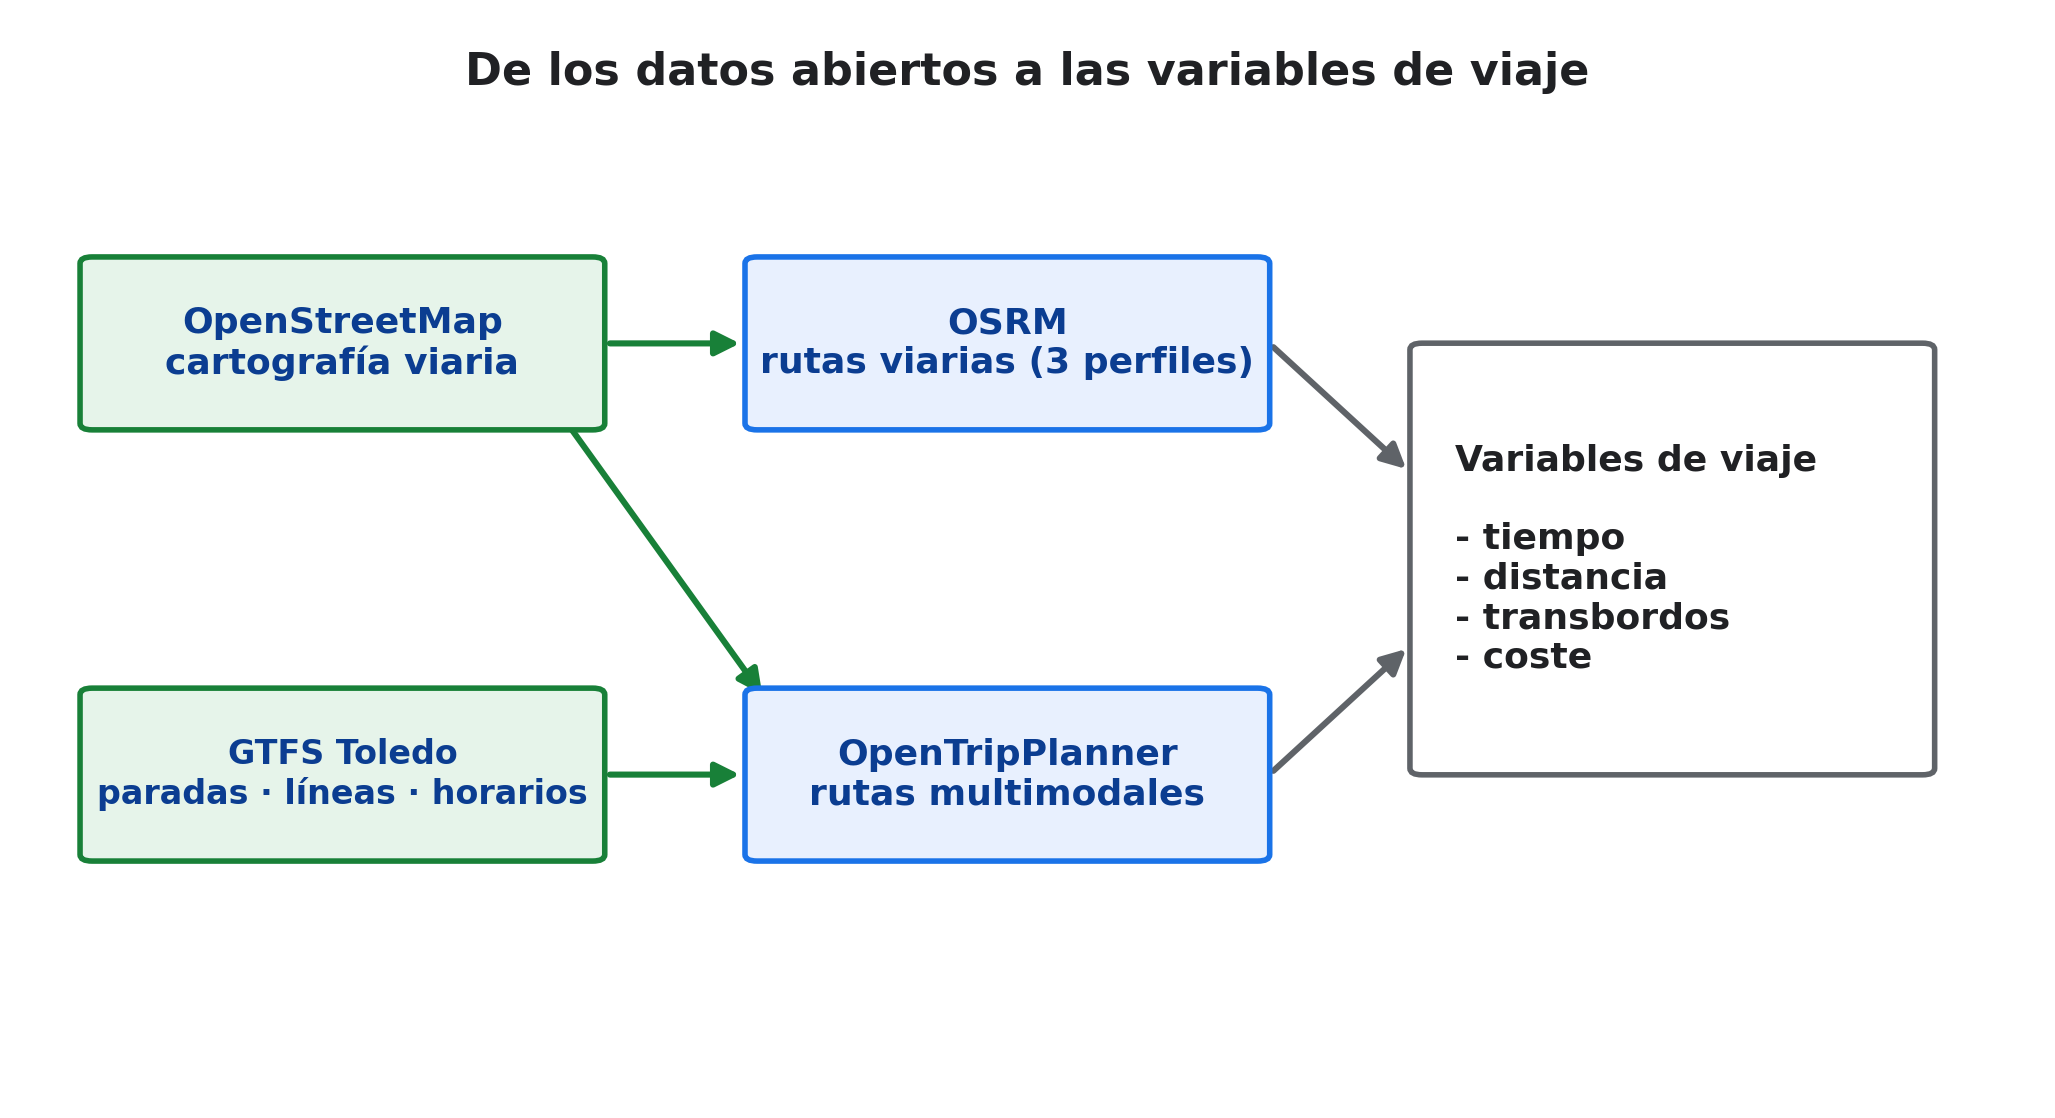 De los datos abiertos a las variables de viaje
OpenStreetMap
cartografía viaria
OSRM
rutas viarias (3 perfiles)
GTFS Toledo
paradas · líneas · horarios
OpenTripPlanner
rutas multimodales
Variables de viaje
- tiempo
- distancia
- transbordos
- coste